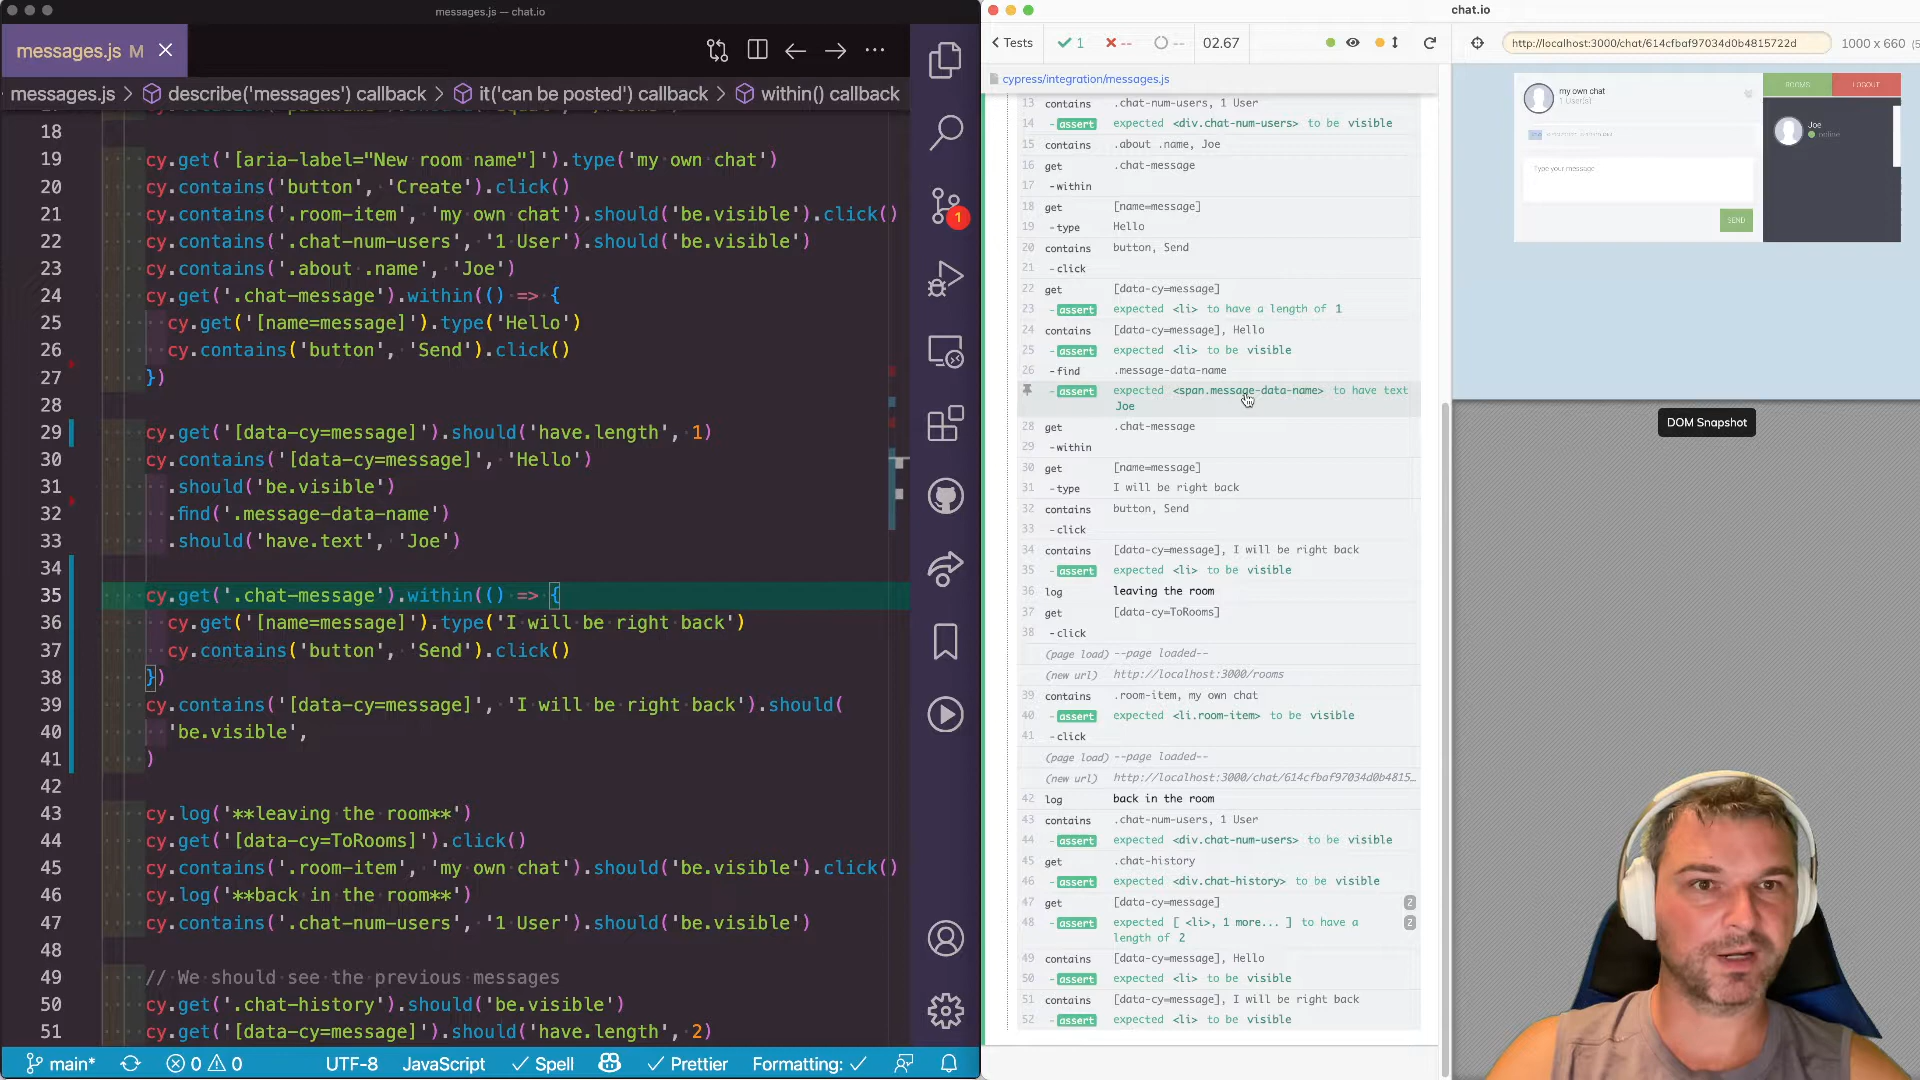 messages.js — chat.io
messages.js M
messages.js > describe('messages') callback > it('can be posted') callback > within() callback
18
19 cy.get('[aria-label="New room name"]').type('my own chat')
20 cy.contains('button', 'Create').click()
21 cy.contains('.room-item', 'my own chat').should('be.visible').click()
22 cy.contains('.chat-num-users', '1 User').should('be.visible')
23 cy.contains('.about .name', 'Joe')
24 cy.get('.chat-message').within(() => {
25 cy.get('[name=message]').type('Hello')
26 cy.contains('button', 'Send').click()
27 })
28
29 cy.get('[data-cy=message]').should('have.length', 1)
30 cy.contains('[data-cy=message]', 'Hello')
31 .should('be.visible')
32 .find('.message-data-name')
33 .should('have.text', 'Joe')
34
35 cy.get('.chat-message').within(() => {
36 cy.get('[name=message]').type('I will be right back')
37 cy.contains('button', 'Send').click()
38 })
39 cy.contains('[data-cy=message]', 'I will be right back').should(
40 'be.visible',
41 )
42
43 cy.log('**leaving the room**')
44 cy.get('[data-cy=ToRooms]').click()
45 cy.contains('.room-item', 'my own chat').should('be.visible').click()
46 cy.log('**back in the room**')
47 cy.contains('.chat-num-users', '1 User').should('be.visible')
48
49 // We should see the previous messages
50 cy.get('.chat-history').should('be.visible')
51 cy.get('[data-cy=message]').should('have.length', 2)
1
main* 0 0 UTF-8 JavaScript Spell Prettier Formatting:
chat.io
Tests 1 -- -- 02.67
http://localhost:3000/chat/614cfbaf97034d0b4815722d 1000 x 660
cypress/integration/messages.js
13 contains .chat-num-users, 1 User
14 -assert expected <div.chat-num-users> to be visible
15 contains .about .name, Joe
16 get .chat-message
17 -within
18 get [name=message]
19 -type Hello
20 contains button, Send
21 -click
22 get [data-cy=message]
23 -assert expected <li> to have a length of 1
24 contains [data-cy=message], Hello
25 -assert expected <li> to be visible
26 -find .message-data-name
-assert expected <span.message-data-name> to have text
Joe
28 get .chat-message
29 -within
30 get [name=message]
31 -type I will be right back
32 contains button, Send
33 -click
34 contains [data-cy=message], I will be right back
35 -assert expected <li> to be visible
36 log leaving the room
37 get [data-cy=ToRooms]
38 -click
(page load) --page loaded--
(new url) http://localhost:3000/rooms
39 contains .room-item, my own chat
40 -assert expected <li.room-item> to be visible
41 -click
(page load) --page loaded--
(new url) http://localhost:3000/chat/614cfbaf97034d0b4815…
42 log back in the room
43 contains .chat-num-users, 1 User
44 -assert expected <div.chat-num-users> to be visible
45 get .chat-history
46 -assert expected <div.chat-history> to be visible
47 get [data-cy=message] 2
48 -assert expected [ <li>, 1 more... ] to have a 2
length of 2
49 contains [data-cy=message], Hello
50 -assert expected <li> to be visible
51 contains [data-cy=message], I will be right back
52 -assert expected <li> to be visible
my own chat
1 User(s)
ROOMS
LOGOUT
Joe
online
Type your message
SEND
DOM Snapshot